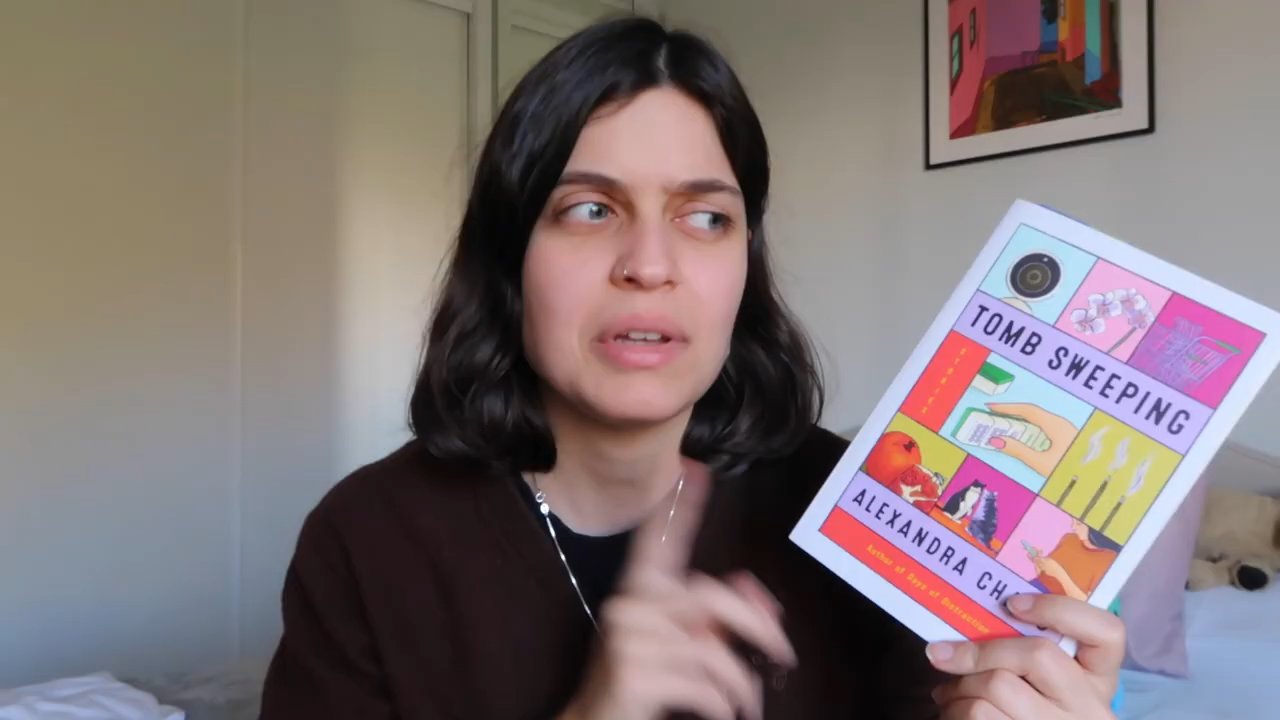 TOMB SWEEPING
STORIES
ALEXANDRA CHA
Author of Days of Distraction